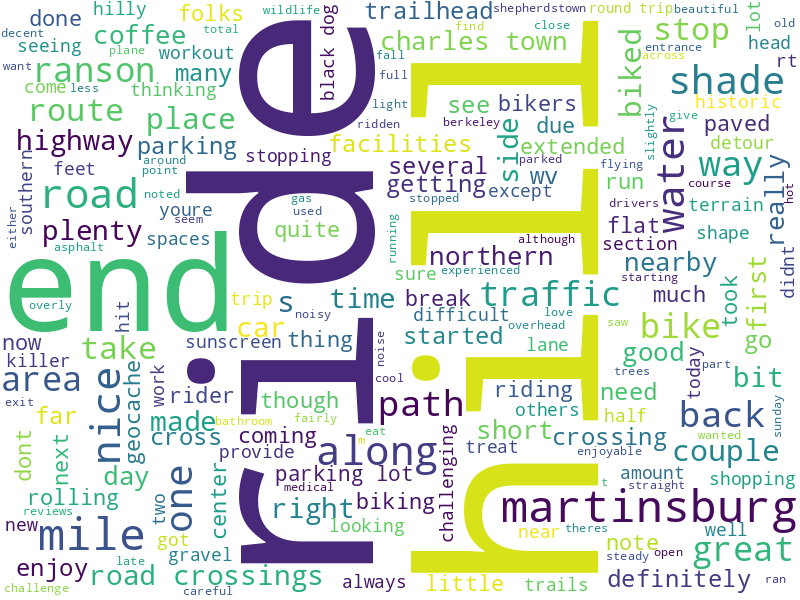 wildlife
shepherdstown
round trip
beautiful
hilly
folks
trailhead
lot
old
decent
done
coffee
total
black dog
charles town
find
close
stop
head
entrance
seeing
workout
plane
biked
across
rt
want
ranson
many
fall
shade
come
less
thinking
full
historic
route
place
light
see
bikers
water
slightly
give
highway
parking
ridden
berkeley
due
side
paved
facilities
extended
detour
southern
feet
around
point
stopping
several
wv
parked
flying
way
really
road
noted
youre
gas
used
getting
except
run
drivers
course
hot
either
plenty
seem
spaces
quite
stopped
flat
terrain
asphalt
running
northern
although
section
shape
end
ride
hill
sure
experienced
starting
nearby
didnt
overly
hit
trip
s
time
break
traffic
much
took
first
car
noisy
difficult
love
saw
bike
go
now
take
sunscreen
thing
noise
started
overhead
lane
trees
good
today
part
killer
area
nice
geocache
work
rider
cool
riding
need
bit
exit
though
path
others
half
wanted
sunday
far
made
bathroom
fairly
eat
short
back
dont
next
cross
coming
m
along
challenging
treat
crossing
enjoyable
couple
day
center
provide
parking lot
amount
shopping
rolling
one
medical
right
biking
t
straight
martinsburg
new
reviews
two
got
looking
near
theres
note
well
mile
gravel
steady
open
great
enjoy
late
road crossings
always
little
trails
definitely
ran
challenge
careful